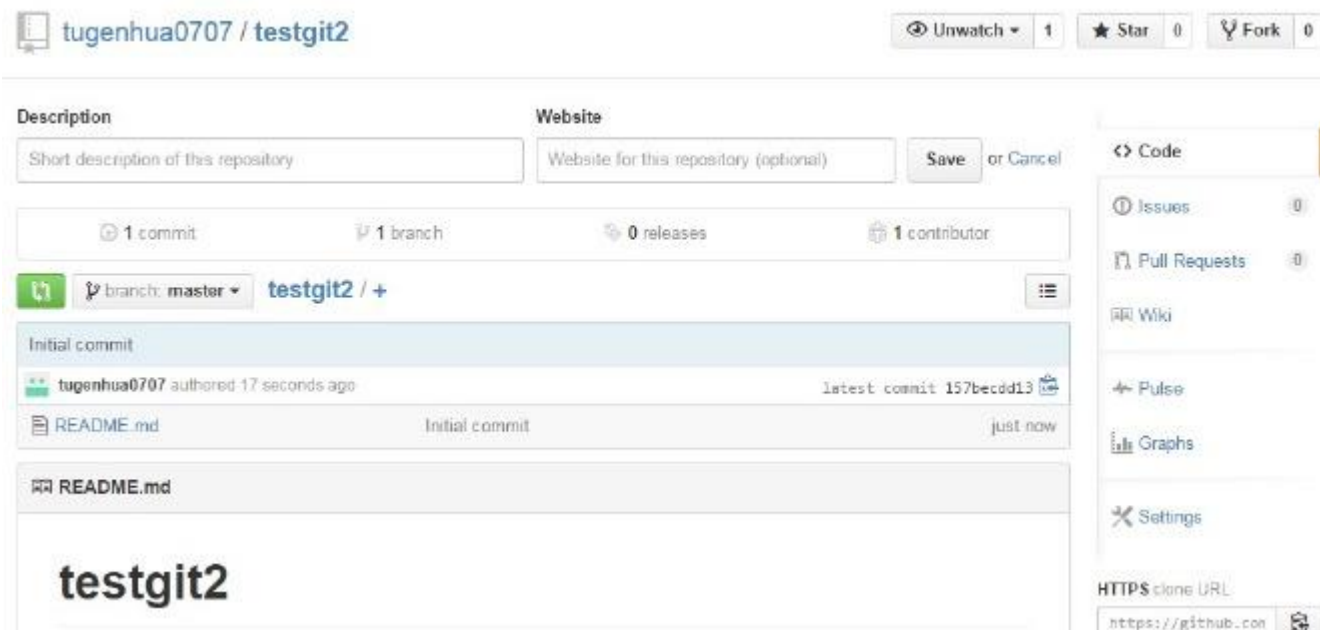 tugenhua0707 / testgit2
Unwatch 1 Star 0 Fork 0
Description Website
Short description of this repository Website for this repository (optional) Save or Cancel
1 commit 1 branch 0 releases 1 contributor
branch: master testgit2 / +
Initial commit
tugenhua0707 authored 17 seconds ago latest commit 157becdd13
README.md Initial commit just now
README.md
testgit2
Code
Issues 0
Pull Requests 0
Wiki
Pulse
Graphs
Settings
HTTPS clone URL
https://github.com